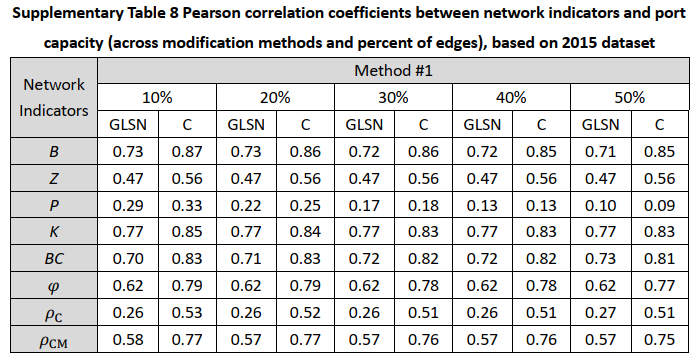 Supplementary Table 8 Pearson correlation coefficients between network indicators and port
capacity (across modification methods and percent of edges), based on 2015 dataset
Network Indicators Method #1
10% 20% 30% 40% 50%
GLSN C GLSN C GLSN C GLSN C GLSN C
B 0.73 0.87 0.73 0.86 0.72 0.86 0.72 0.85 0.71 0.85
Z 0.47 0.56 0.47 0.56 0.47 0.56 0.47 0.56 0.47 0.56
P 0.29 0.33 0.22 0.25 0.17 0.18 0.13 0.13 0.10 0.09
K 0.77 0.85 0.77 0.84 0.77 0.83 0.77 0.83 0.77 0.83
BC 0.70 0.83 0.71 0.83 0.72 0.82 0.72 0.82 0.73 0.81
φ 0.62 0.79 0.62 0.79 0.62 0.78 0.62 0.78 0.62 0.77
ρC 0.26 0.53 0.26 0.52 0.26 0.51 0.26 0.51 0.27 0.51
ρCM 0.58 0.77 0.57 0.77 0.57 0.76 0.57 0.76 0.57 0.75